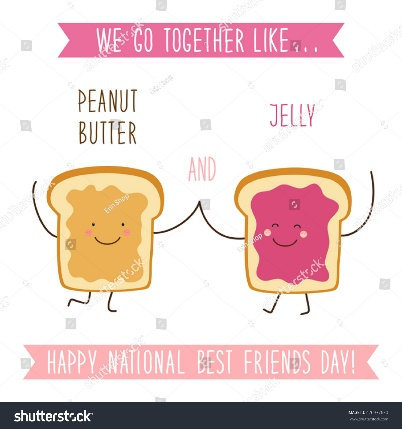 WE GO TOGETHER LIKE...
PEANUT
BUTTER
JELLY
AND
HAPPY NATIONAL BEST FRIENDS DAY!
shutterstock